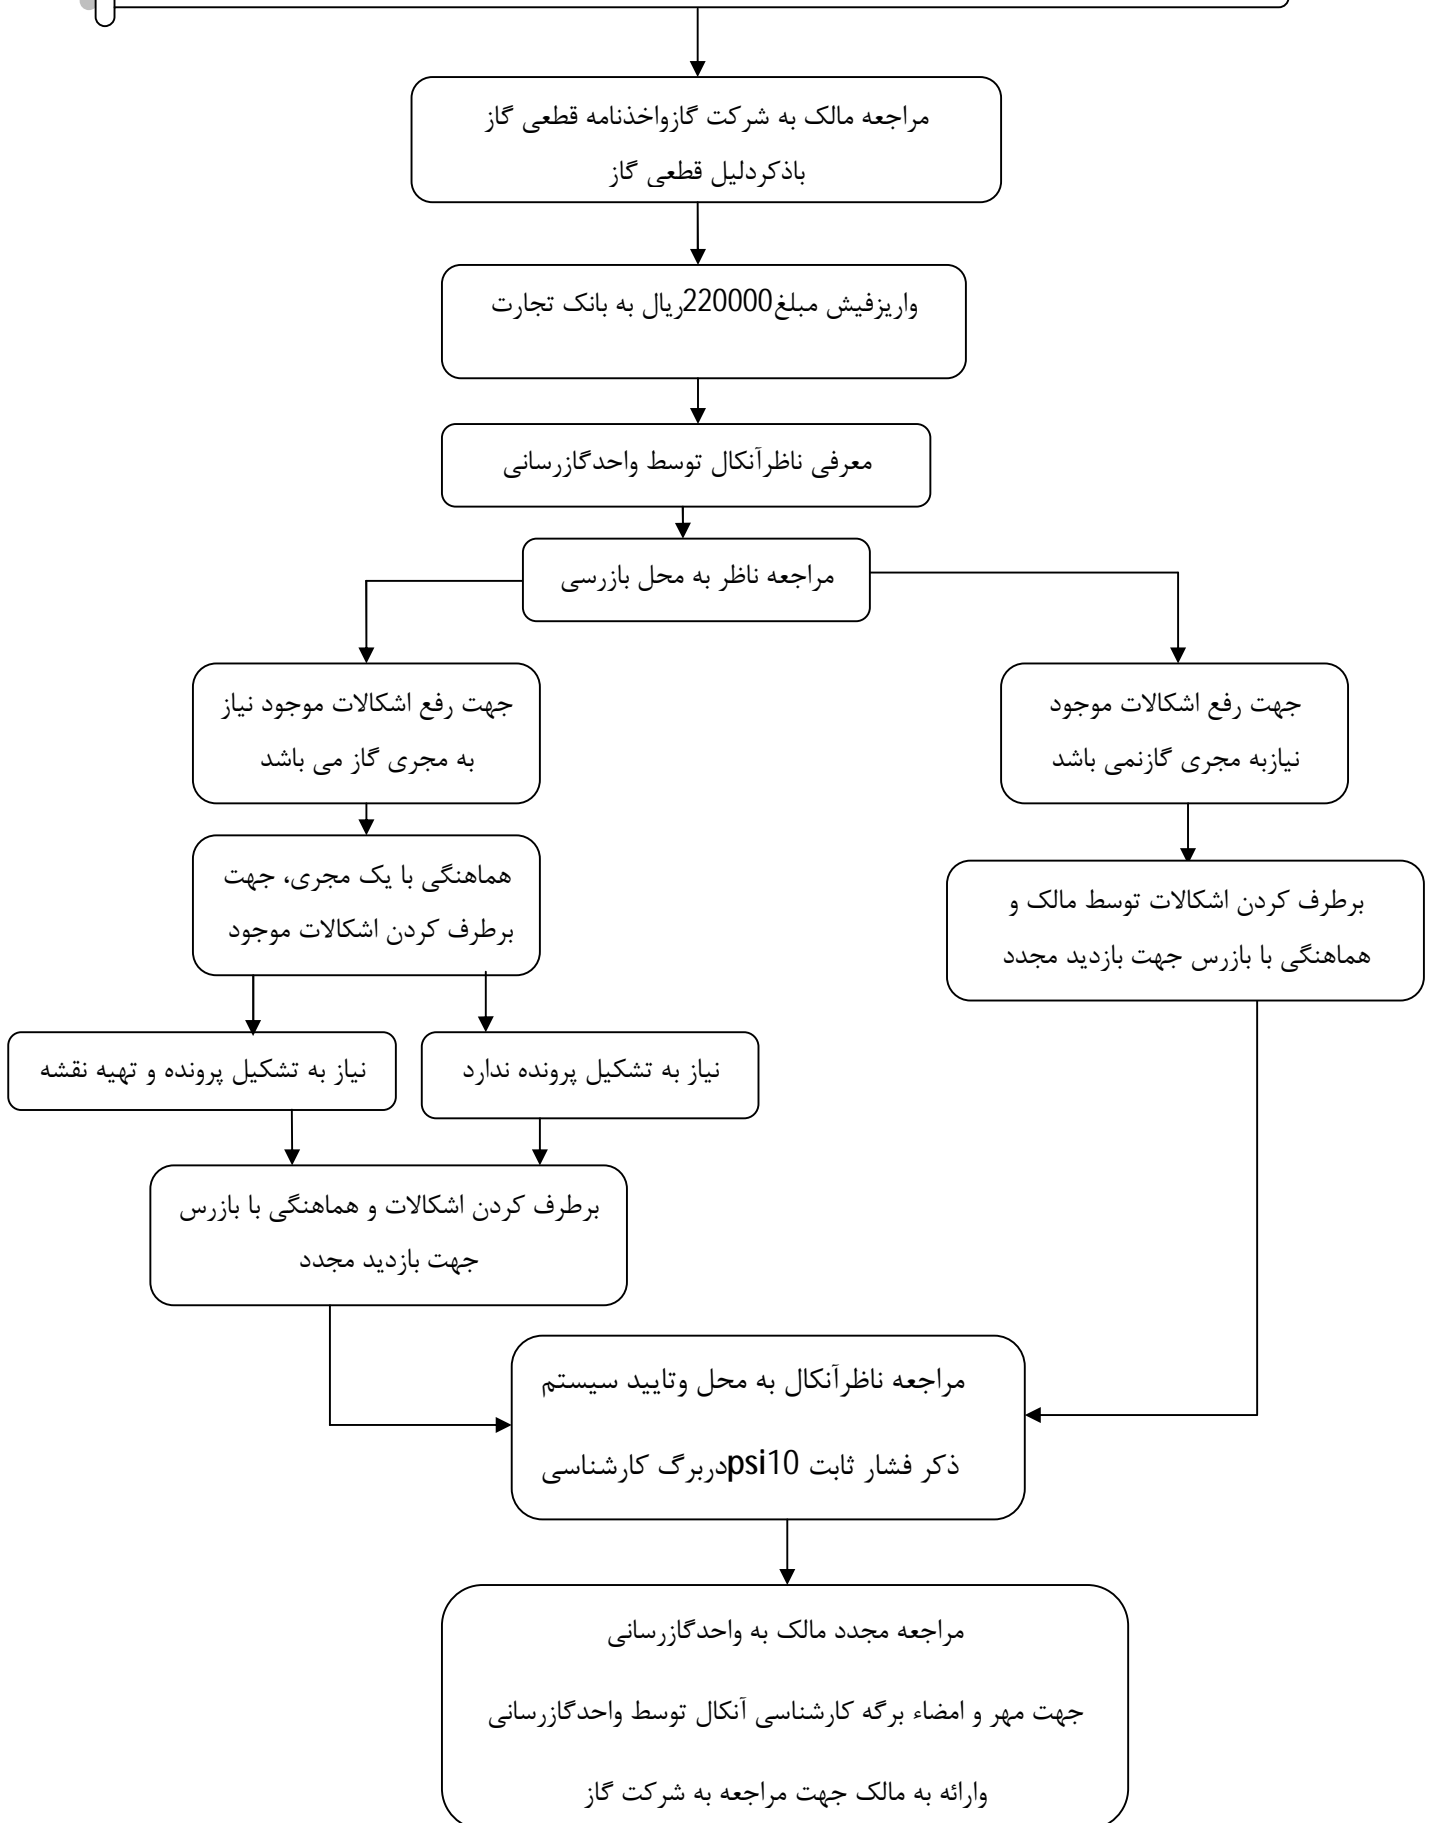 مراجعه مالک به شرکت گازواخذنامه قطعی گاز
باذکردلیل قطعی گاز
واریزفیش مبلغ220000ریال به بانک تجارت
معرفی ناظرآنکال توسط واحدگازرسانی
مراجعه ناظر به محل بازرسی
جهت رفع اشکالات موجود
نیازبه مجری گازنمی باشد
جهت رفع اشکالات موجود نیاز
به مجری گاز می باشد
برطرف کردن اشکالات توسط مالک و
هماهنگی با بازرس جهت بازدید مجدد
هماهنگی با یک مجری، جهت
برطرف کردن اشکالات موجود
نیاز به تشکیل پرونده ندارد
نیاز به تشکیل پرونده و تهیه نقشه
برطرف کردن اشکالات و هماهنگی با بازرس
جهت بازدید مجدد
مراجعه ناظرآنکال به محل وتایید سیستم
ذکر فشار ثابت psi10دربرگ کارشناسی
مراجعه مجدد مالک به واحدگازرسانی
جهت مهر و امضاء برگه کارشناسی آنکال توسط واحدگازرسانی
وارائه به مالک جهت مراجعه به شرکت گاز